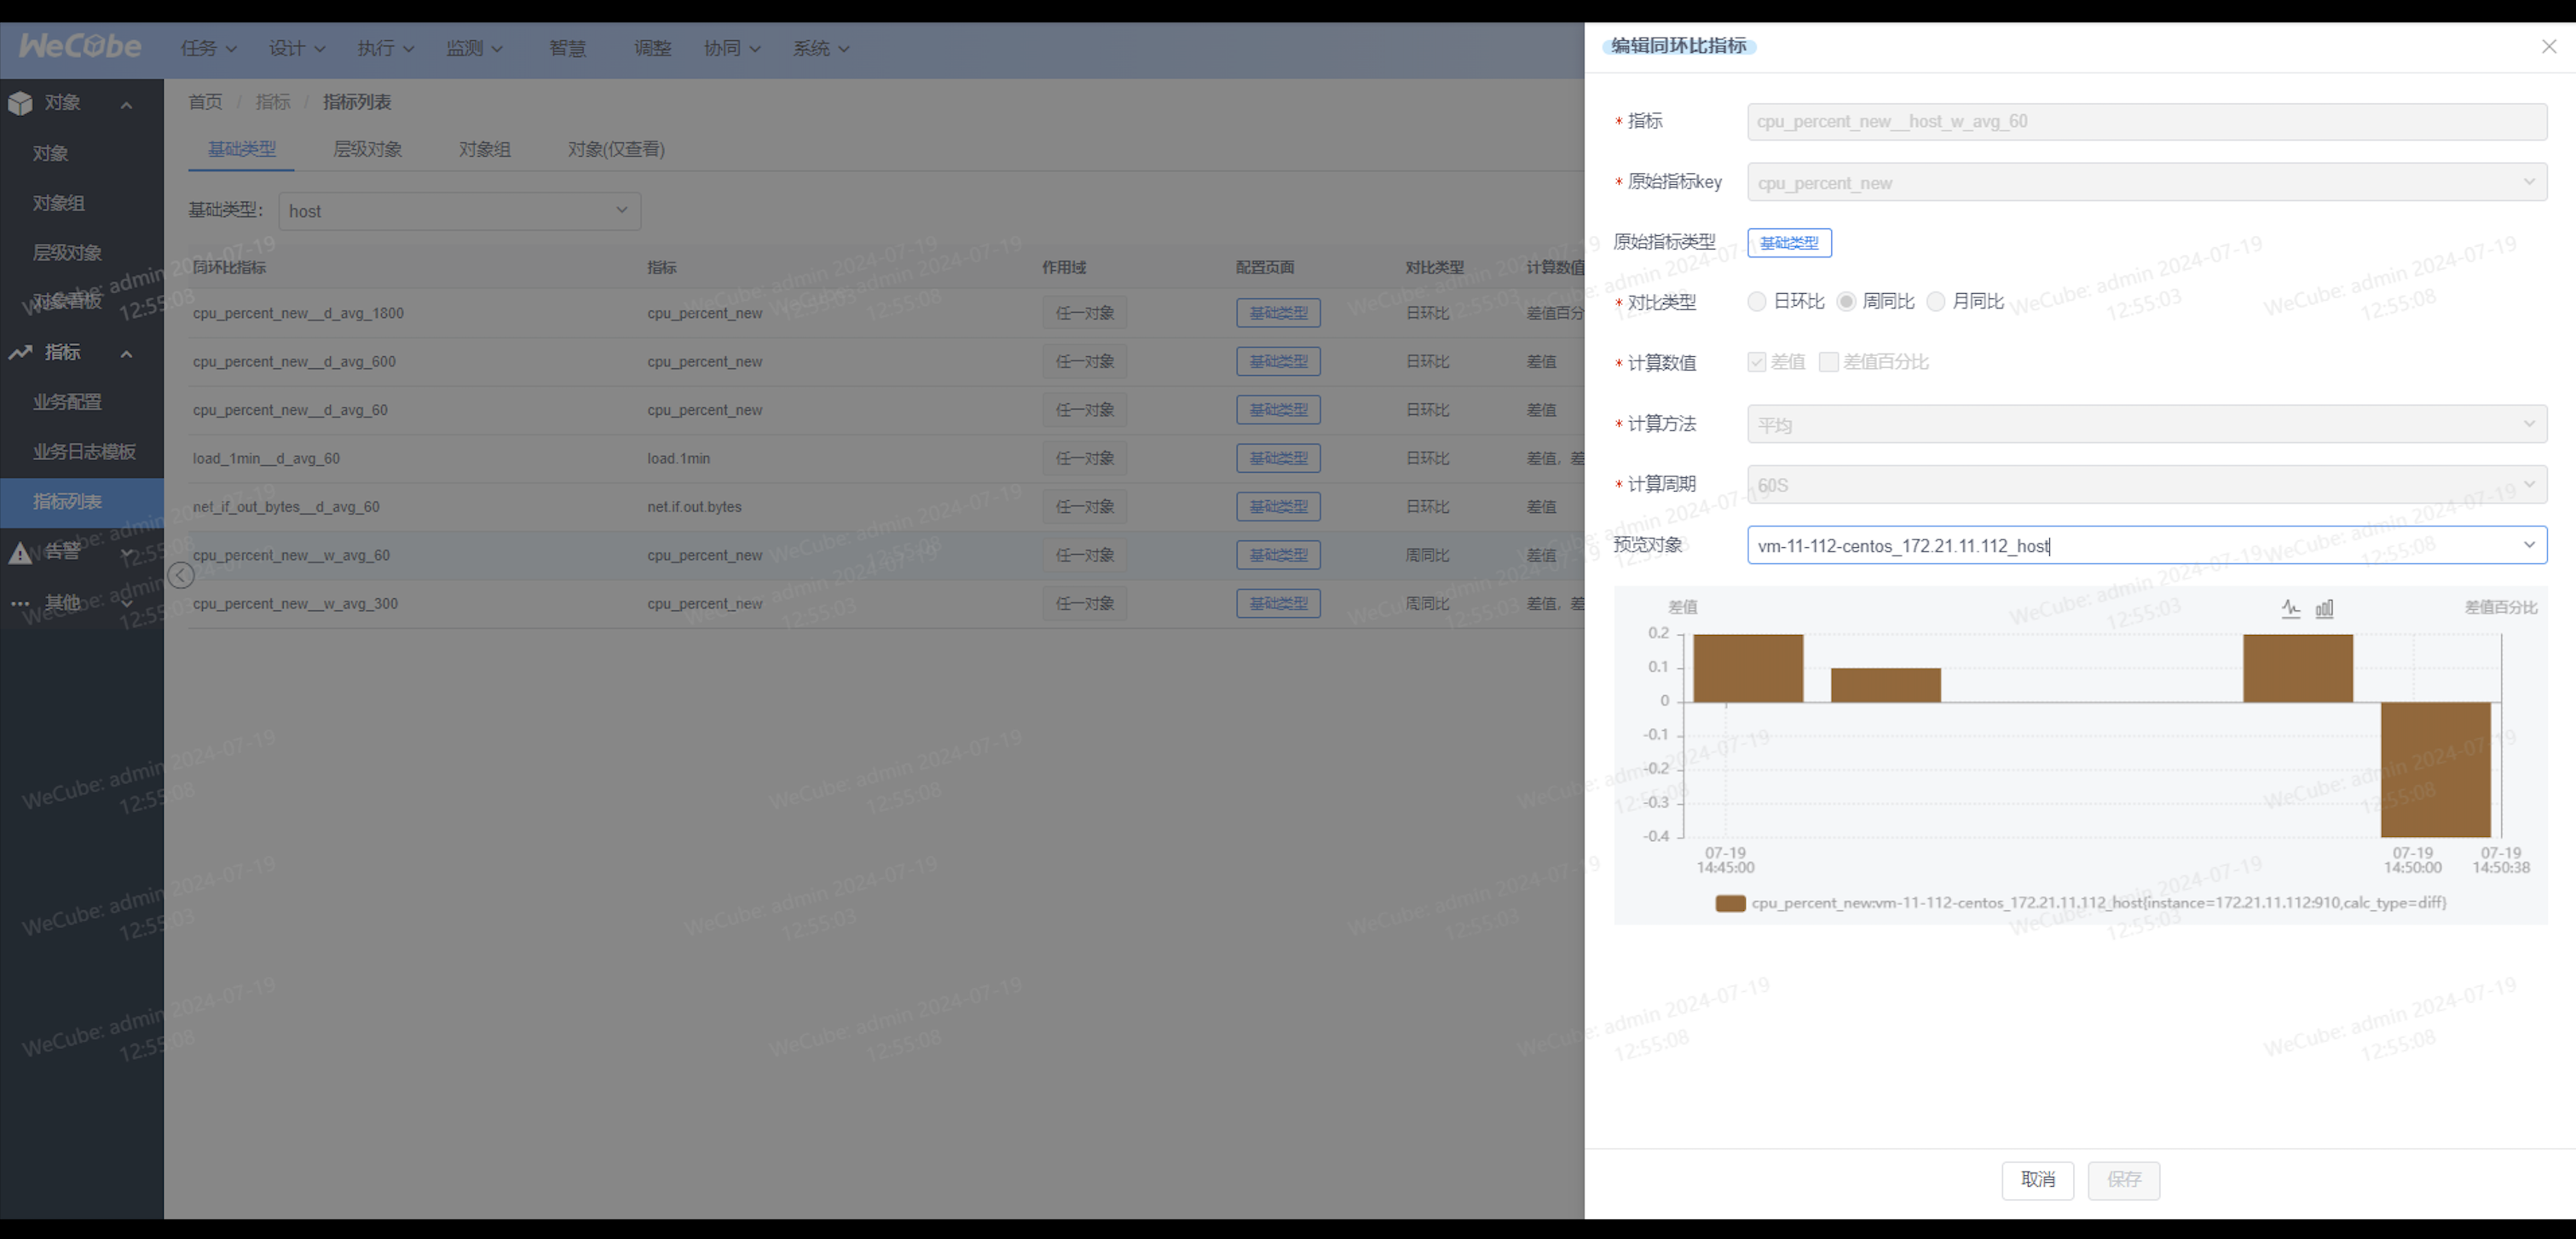 WeCube 任务 设计 执行 监测 智慧 调整 协同 系统
对象
对象
对象组
层级对象
对象看板
指标
业务配置
业务日志模板
指标列表
告警
其他
首页 / 指标 / 指标列表
基础类型 层级对象 对象组 对象(仅查看)
基础类型: host
同环比指标 指标 作用域 配置页面 对比类型 计算数值
cpu_percent_new__d_avg_1800 cpu_percent_new 任一对象 基础类型 日环比 差值百分
cpu_percent_new__d_avg_600 cpu_percent_new 任一对象 基础类型 日环比 差值
cpu_percent_new__d_avg_60 cpu_percent_new 任一对象 基础类型 日环比 差值
load_1min__d_avg_60 load.1min 任一对象 基础类型 日环比 差值, 差
net_if_out_bytes__d_avg_60 net.if.out.bytes 任一对象 基础类型 日环比 差值
cpu_percent_new__w_avg_60 cpu_percent_new 任一对象 基础类型 周同比 差值
cpu_percent_new__w_avg_300 cpu_percent_new 任一对象 基础类型 周同比 差值, 差
编辑同环比指标
* 指标 cpu_percent_new__host_w_avg_60
* 原始指标key cpu_percent_new
原始指标类型 基础类型
* 对比类型 日环比 周同比 月同比
* 计算数值 差值 差值百分比
* 计算方法 平均
* 计算周期 60S
预览对象 vm-11-112-centos_172.21.11.112_host
差值 差值百分比
0.2
0.1
0
-0.1
-0.2
-0.3
-0.4
07-19 07-19 07-19
14:45:00 14:50:00 14:50:38
cpu_percent_new:vm-11-112-centos_172.21.11.112_host{instance=172.21.11.112:910,calc_type=diff}
取消 保存
WeCube: admin 2024-07-19
12:55:03
WeCube: admin 2024-07-19
12:55:08